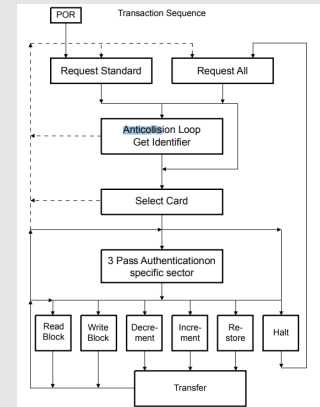 POR
Transaction Sequence
Request Standard
Request All
Anticollision Loop
Get Identifier
Select Card
3 Pass Authenticationon
specific sector
Read
Block
Write
Block
Decre-
ment
Incre-
ment
Re-
store
Halt
Transfer